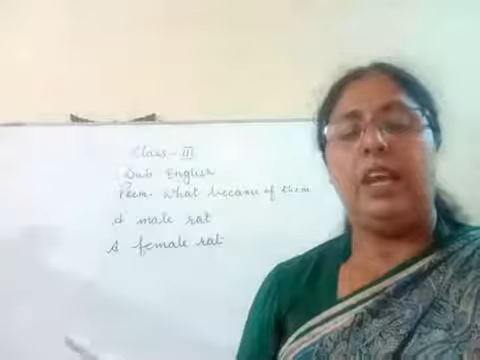 Class - III
Sub English
Poem. What became of them
A male rat
A female rat